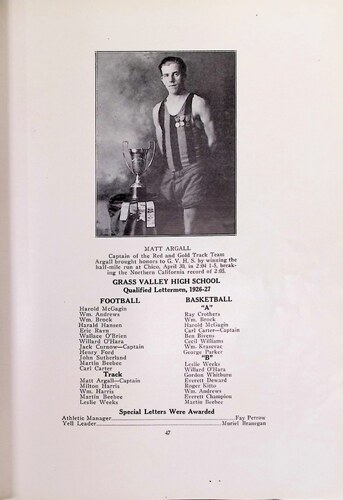 MATT ARGALL
Captain of the Red and Gold Track Team
Argall brought honors to G. V. H. S. by winning the
half-mile run at Chico, April 30, in 2:04 1-5, break-
ing the Northern California record of 2:05.
GRASS VALLEY HIGH SCHOOL
Qualified Lettermen, 1926-27
FOOTBALL
Harold McGagin
Wm. Andrews
Wm. Brock
Harald Hansen
Eric Rave
Wallace O'Brien
Willard O'Hara
Jack Curnow—Captain
Henry Ford
John Sutherland
Martin Beebee
Carl Carter
Track
Matt Argall—Captain
Milton Harris
Wm. Harris
Martin Beebee
Leslie Weeks
BASKETBALL
"A"
Ray Crothers
Wm. Brock
Harold McGagin
Carl Carter—Captain
Ben Bivens
Cecil Williams
Wm. Krasevac
George Parker
"B"
Leslie Weeks
Willard O'Hara
Gordon Whitburn
Everett Deward
Roger Kitto
Wm. Andrews
Everett Champion
Martin Beebee
Special Letters Were Awarded
Athletic Manager Fay Perrow
Yell Leader Muriel Branegan
47